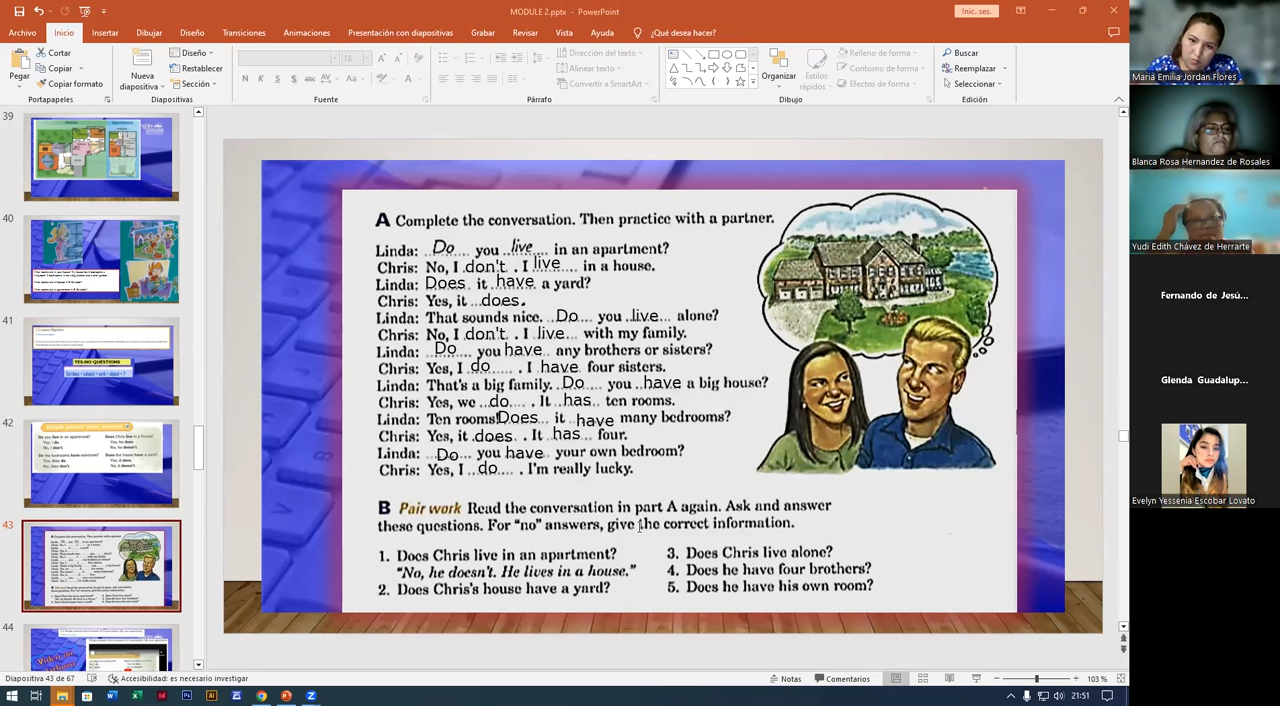 MODULE 2.pptx - PowerPoint
Inic. ses.
Archivo Inicio Insertar Dibujar Diseño Transiciones Animaciones Presentación con diapositivas Grabar Revisar Vista Ayuda ¿Qué desea hacer?
Pegar
Cortar
Copiar
Copiar formato
Portapapeles
Nueva diapositiva
Diseño
Restablecer
Sección
Diapositivas
N K S S ab AV Aa A
Fuente
Párrafo
Dirección del texto
Alinear texto
Convertir a SmartArt
Organizar
Estilos rápidos
Relleno de forma
Contorno de forma
Efectos de forma
Dibujo
Buscar
Reemplazar
Seleccionar
Edición
39
40
41
YES-NO QUESTIONS
42
43
44
A Complete the conversation. Then practice with a partner.
Linda: Do you live in an apartment?
Chris: No, I don't . I live in a house.
Linda: Does it have a yard?
Chris: Yes, it does.
Linda: That sounds nice. Do you live alone?
Chris: No, I don't . I live with my family.
Linda: Do you have any brothers or sisters?
Chris: Yes, I do . I have four sisters.
Linda: That's a big family. Do you have a big house?
Chris: Yes, we do . It has ten rooms.
Linda: Ten rooms! Does it have many bedrooms?
Chris: Yes, it does . It has four.
Linda: Do you have your own bedroom?
Chris: Yes, I do . I'm really lucky.
B Pair work Read the conversation in part A again. Ask and answer
these questions. For “no” answers, give the correct information.
1. Does Chris live in an apartment?
“No, he doesn't. He lives in a house.”
2. Does Chris's house have a yard?
3. Does Chris live alone?
4. Does he have four brothers?
5. Does he have his own room?
Maria Emilia Jordan Flores
Blanca Rosa Hernandez de Rosales
Yudi Edith Chávez de Herrarte
Fernando de Jesú...
Glenda Guadalup...
Evelyn Yessenia Escobar Lovato
Diapositiva 43 de 67
Accesibilidad: es necesario investigar
Notas
Comentarios
103 %
21:51